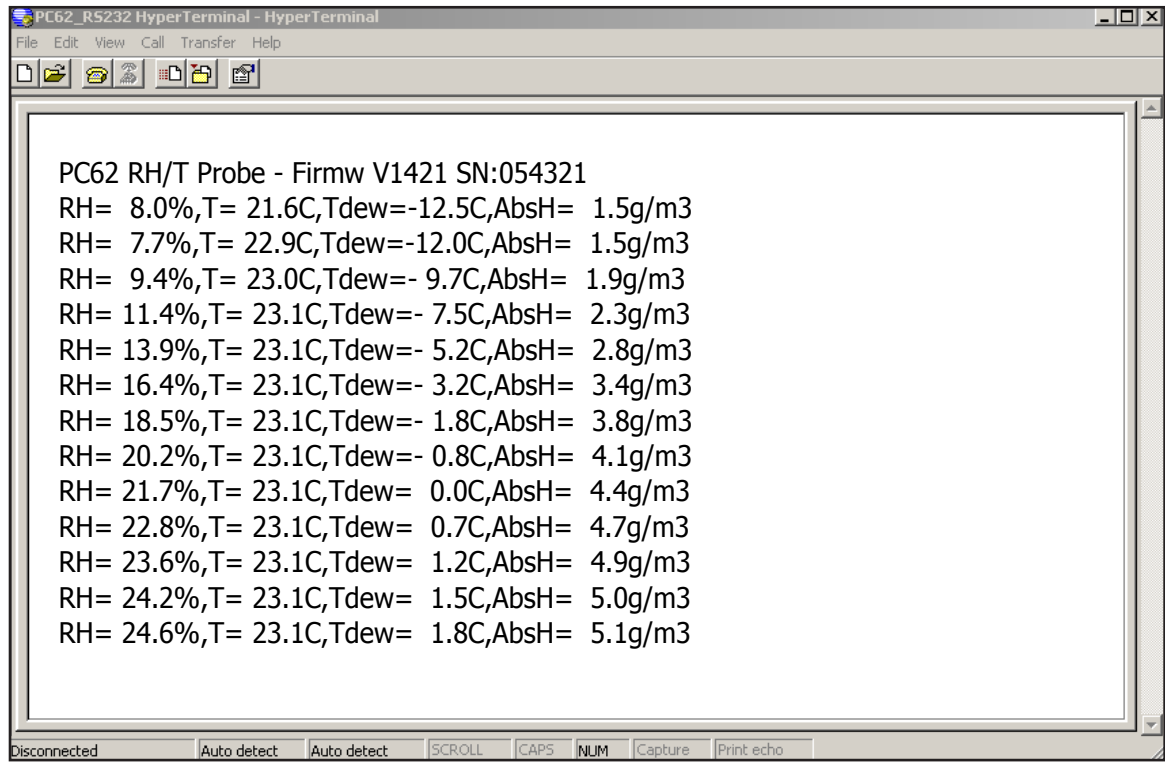 PC62_RS232 HyperTerminal - HyperTerminal
File Edit View Call Transfer Help
PC62 RH/T Probe - Firmw V1421 SN:054321
RH=  8.0%,T= 21.6C,Tdew=-12.5C,AbsH=  1.5g/m3
RH=  7.7%,T= 22.9C,Tdew=-12.0C,AbsH=  1.5g/m3
RH=  9.4%,T= 23.0C,Tdew=- 9.7C,AbsH=  1.9g/m3
RH= 11.4%,T= 23.1C,Tdew=- 7.5C,AbsH=  2.3g/m3
RH= 13.9%,T= 23.1C,Tdew=- 5.2C,AbsH=  2.8g/m3
RH= 16.4%,T= 23.1C,Tdew=- 3.2C,AbsH=  3.4g/m3
RH= 18.5%,T= 23.1C,Tdew=- 1.8C,AbsH=  3.8g/m3
RH= 20.2%,T= 23.1C,Tdew=- 0.8C,AbsH=  4.1g/m3
RH= 21.7%,T= 23.1C,Tdew=  0.0C,AbsH=  4.4g/m3
RH= 22.8%,T= 23.1C,Tdew=  0.7C,AbsH=  4.7g/m3
RH= 23.6%,T= 23.1C,Tdew=  1.2C,AbsH=  4.9g/m3
RH= 24.2%,T= 23.1C,Tdew=  1.5C,AbsH=  5.0g/m3
RH= 24.6%,T= 23.1C,Tdew=  1.8C,AbsH=  5.1g/m3
Disconnected Auto detect Auto detect SCROLL CAPS NUM Capture Print echo